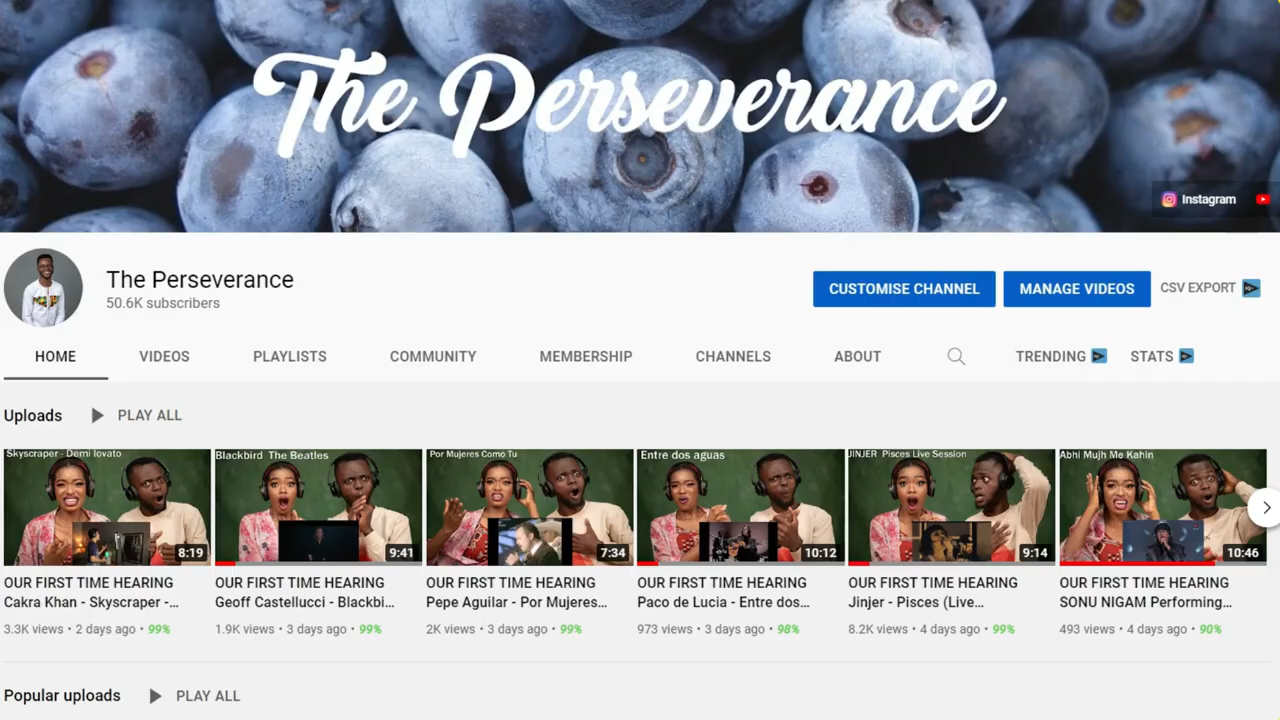 The Perseverance
Instagram
The Perseverance
50.6K subscribers
CUSTOMISE CHANNEL
MANAGE VIDEOS
CSV EXPORT
HOME
VIDEOS
PLAYLISTS
COMMUNITY
MEMBERSHIP
CHANNELS
ABOUT
TRENDING
STATS
Uploads
PLAY ALL
Skyscraper - Demi lovato
8:19
OUR FIRST TIME HEARING
Cakra Khan - Skyscraper -...
3.3K views • 2 days ago • 99%
Blackbird The Beatles
9:41
OUR FIRST TIME HEARING
Geoff Castellucci - Blackbi...
1.9K views • 3 days ago • 99%
Por Mujeres Como Tu
7:34
OUR FIRST TIME HEARING
Pepe Aguilar - Por Mujeres...
2K views • 3 days ago • 99%
Entre dos aguas
10:12
OUR FIRST TIME HEARING
Paco de Lucia - Entre dos...
973 views • 3 days ago • 98%
JINJER Pisces Live Session
9:14
OUR FIRST TIME HEARING
Jinjer - Pisces (Live...
8.2K views • 4 days ago • 99%
Abhi Mujh Me Kahin
10:46
OUR FIRST TIME HEARING
SONU NIGAM Performing...
493 views • 4 days ago • 90%
Popular uploads
PLAY ALL